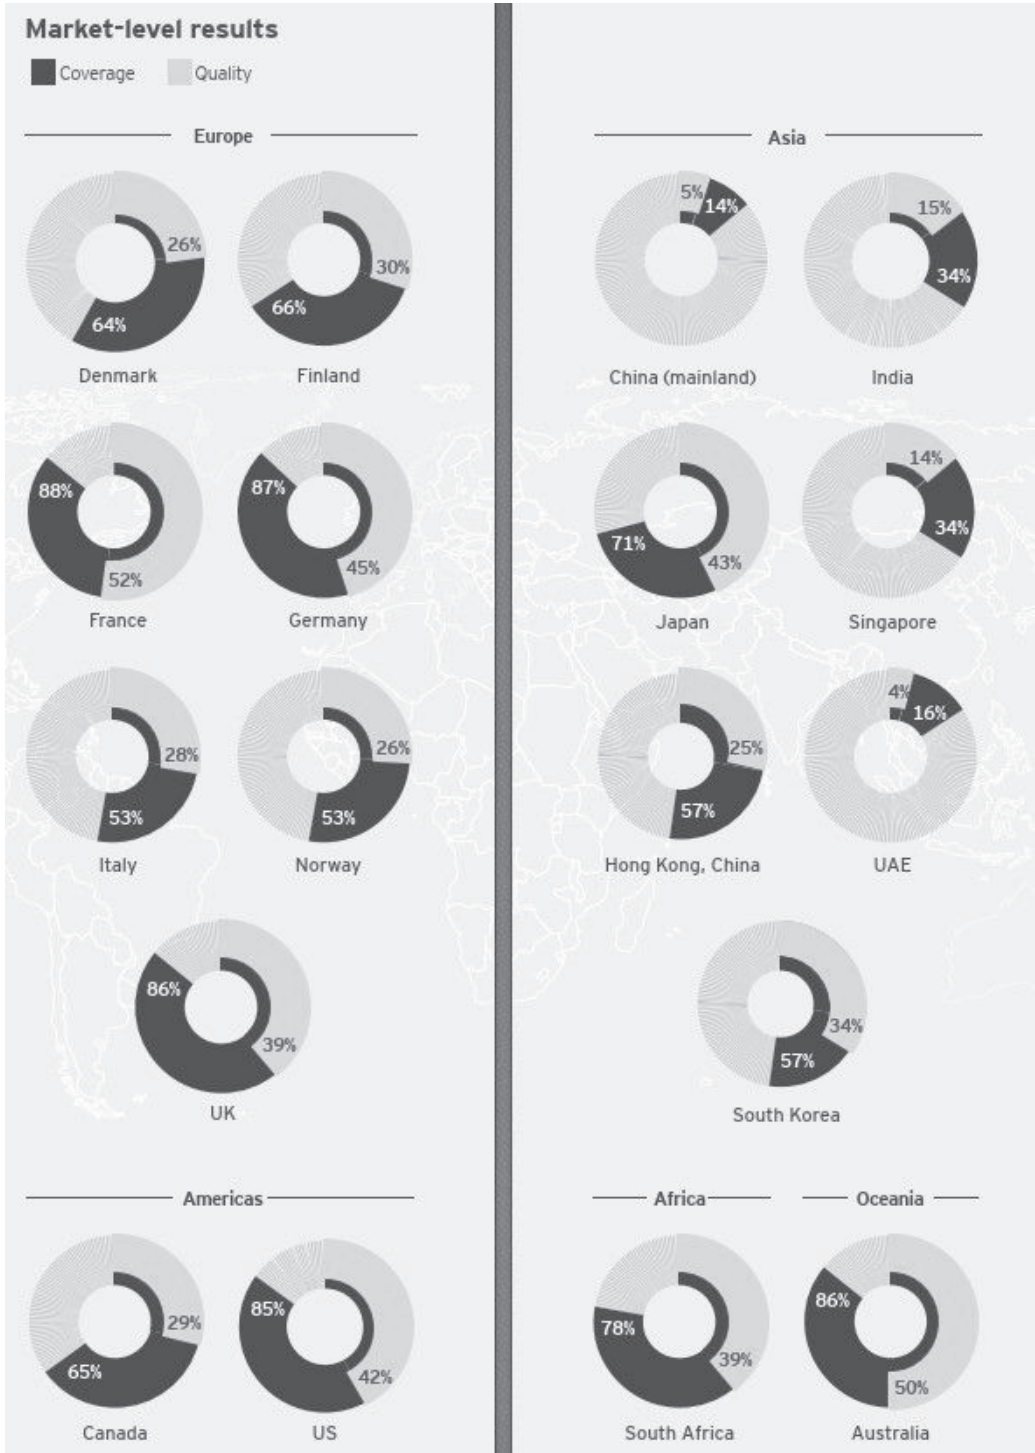 Market-level results
Coverage Quality
Europe
26%
64%
Denmark
30%
66%
Finland
88%
52%
France
87%
45%
Germany
28%
53%
Italy
26%
53%
Norway
86%
39%
UK
Americas
29%
65%
Canada
85%
42%
US
Asia
5%
14%
China (mainland)
15%
34%
India
71%
43%
Japan
14%
34%
Singapore
25%
57%
Hong Kong, China
4%
16%
UAE
34%
57%
South Korea
Africa
78%
39%
South Africa
Oceania
86%
50%
Australia